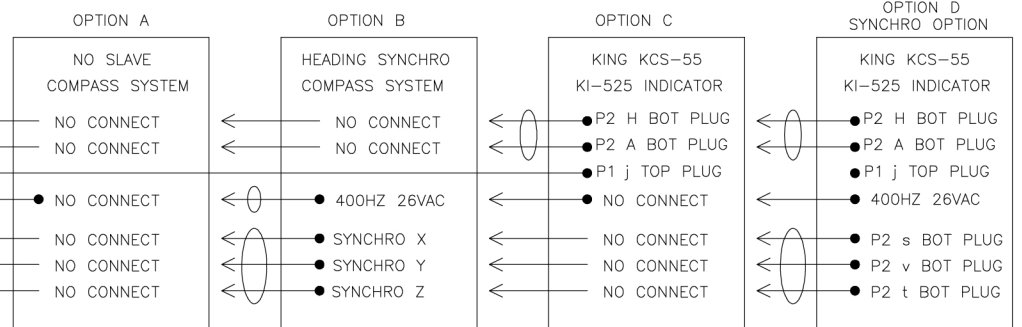 OPTION A
NO SLAVE
COMPASS SYSTEM
NO CONNECT
NO CONNECT
NO CONNECT
NO CONNECT
NO CONNECT
NO CONNECT
OPTION B
HEADING SYNCHRO
COMPASS SYSTEM
NO CONNECT
NO CONNECT
400HZ 26VAC
SYNCHRO X
SYNCHRO Y
SYNCHRO Z
OPTION C
KING KCS-55
KI-525 INDICATOR
P2 H BOT PLUG
P2 A BOT PLUG
P1 j TOP PLUG
NO CONNECT
NO CONNECT
NO CONNECT
NO CONNECT
OPTION D
SYNCHRO OPTION
KING KCS-55
KI-525 INDICATOR
P2 H BOT PLUG
P2 A BOT PLUG
P1 j TOP PLUG
400HZ 26VAC
P2 s BOT PLUG
P2 v BOT PLUG
P2 t BOT PLUG